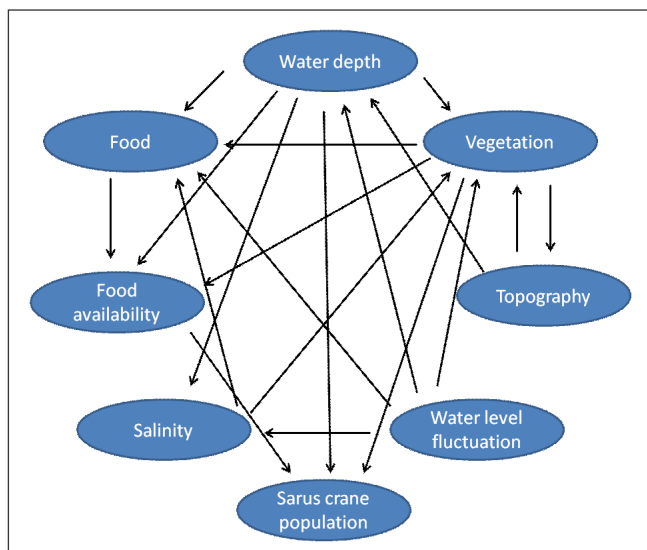 Water depth
Food
Vegetation
Food
availability
Topography
Salinity
Water level
fluctuation
Sarus crane
population